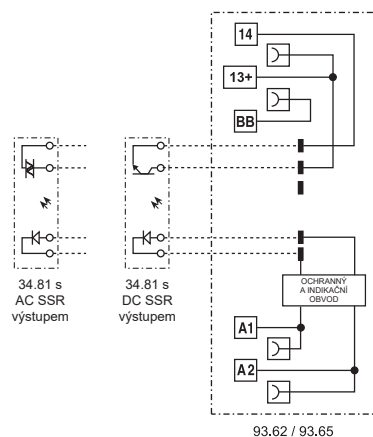 14
13+
BB
34.81 s
AC SSR
výstupem
34.81 s
DC SSR
výstupem
OCHRANNÝ
A INDIKAČNÍ
OBVOD
A1
A2
93.62 / 93.65